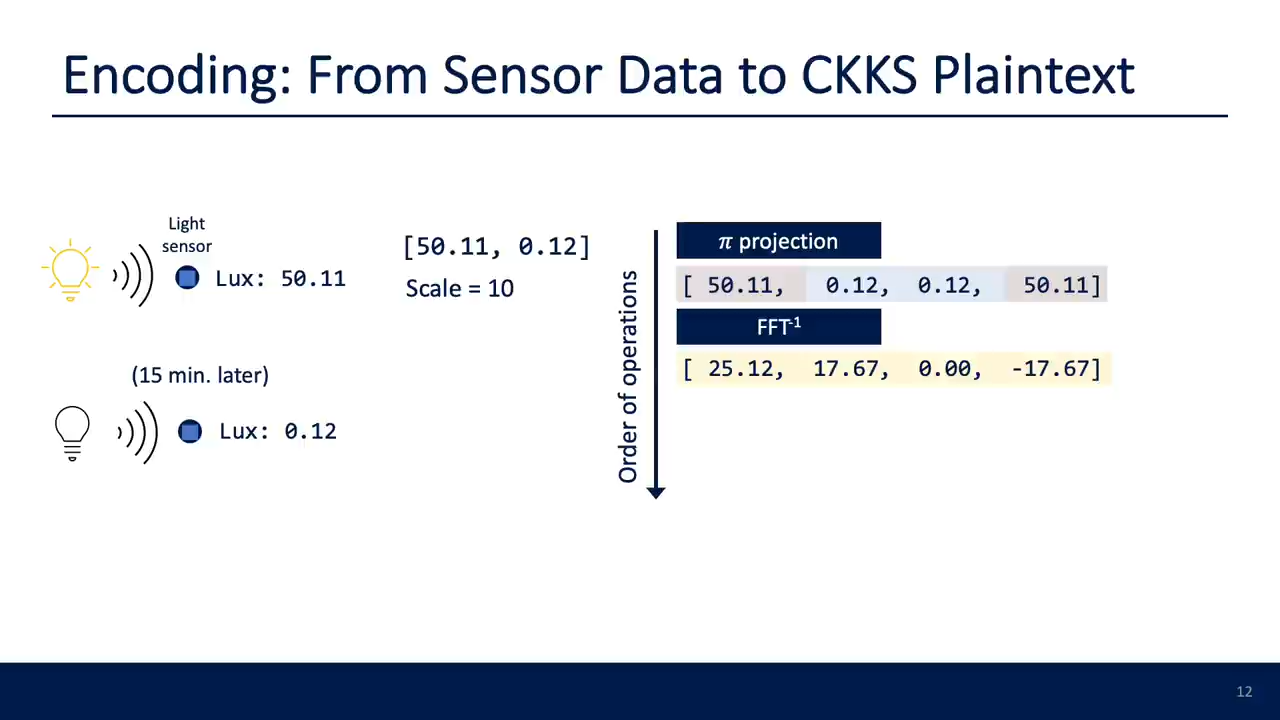 Encoding: From Sensor Data to CKKS Plaintext
Light
sensor
Lux: 50.11
(15 min. later)
Lux: 0.12
[50.11, 0.12]
Scale = 10
Order of operations
π projection
[ 50.11, 0.12, 0.12, 50.11]
FFT⁻¹
[ 25.12, 17.67, 0.00, -17.67]
12